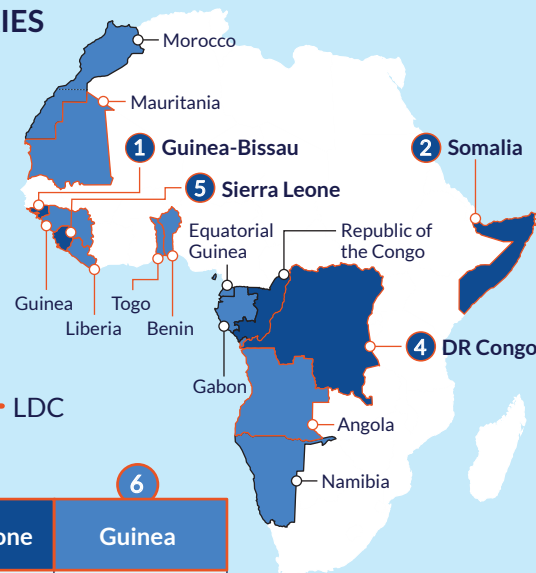 IES
Morocco
Mauritania
1 Guinea-Bissau
2 Somalia
5 Sierra Leone
Equatorial
Guinea
Republic of
the Congo
Guinea
Togo
Liberia
Benin
4 DR Congo
Gabon
LDC
Angola
6
Namibia
one
Guinea